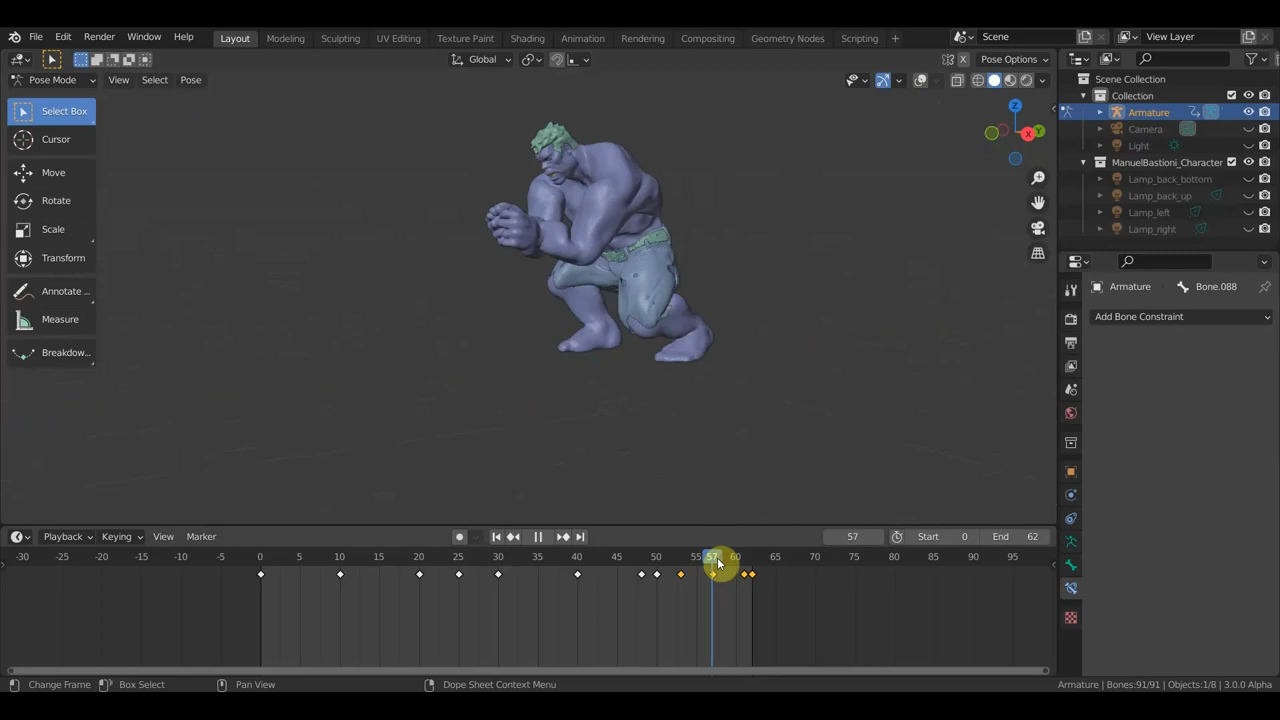 File Edit Render Window Help Layout Modeling Sculpting UV Editing Texture Paint Shading Animation Rendering Compositing Geometry Nodes Scripting + Scene View Layer
Global X Pose Options
Pose Mode View Select Pose
Scene Collection
Collection
Select Box
Armature
Z
Cursor
Camera
X Y
Light
ManuelBastioni_Character
Move
Lamp_back_bottom
Rotate
Lamp_back_up
Lamp_left
Scale
Lamp_right
Transform
Annotate ...
Armature Bone.088
Measure
Add Bone Constraint
Breakdow...
Playback Keying View Marker 57 Start 0 End 62
-30 -25 -20 -15 -10 -5 0 5 10 15 20 25 30 35 40 45 50 55 57 60 65 70 75 80 85 90 95
Change Frame Box Select Pan View Dope Sheet Context Menu Armature | Bones:91/91 | Objects:1/8 | 3.0.0 Alpha